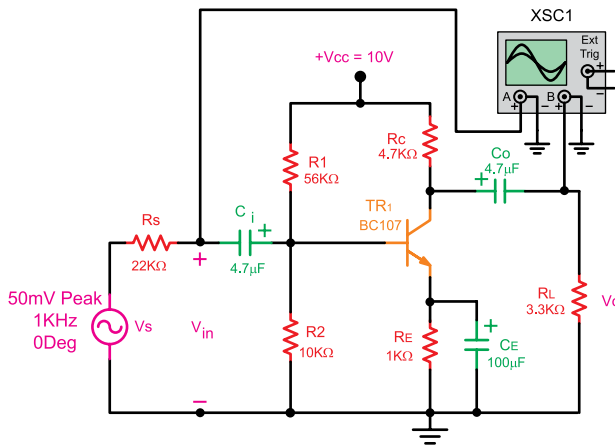 XSC1
Ext
Trig
+
−
A
B
+
−
+
−
+Vcc = 10V
R1
56KΩ
Rc
4.7KΩ
Co
4.7µF
+
TR1
BC107
Rs
22KΩ
C i
+
4.7µF
+
50mV Peak
1KHz
0Deg
Vs
Vin
R2
10KΩ
RE
1KΩ
+
CE
100µF
RL
3.3KΩ
−